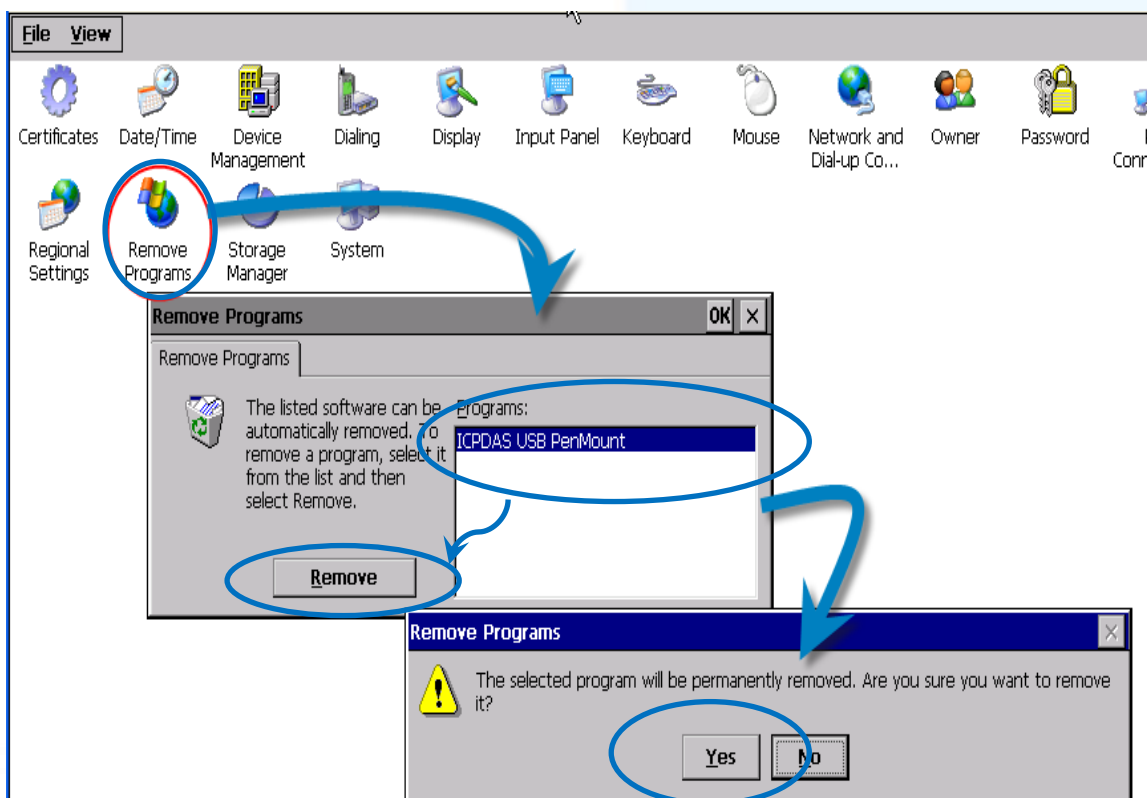 File View
Certificates Date/Time Device Management Dialing Display Input Panel Keyboard Mouse Network and Dial-up Co... Owner Password
Regional Settings Remove Programs Storage Manager System
Remove Programs OK
Remove Programs
The listed software can be
automatically removed. To
remove a program, select it
from the list and then
select Remove.
Programs:
ICPDAS USB PenMount
Remove
Remove Programs
The selected program will be permanently removed. Are you sure you want to remove
it?
Yes No